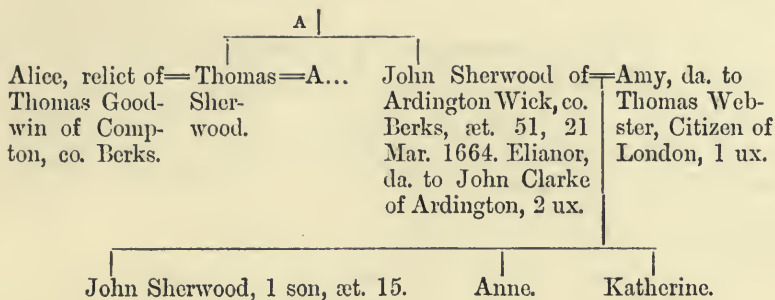 A
Alice, relict of=Thomas=A...
Thomas Good-
win of Comp-
ton, co. Berks.
Sher-
wood.
John Sherwood of=Amy, da. to
Ardington Wick, co.
Berks, æt. 51, 21
Mar. 1664. Elianor,
da. to John Clarke
of Ardington, 2 ux.
Thomas Web-
ster, Citizen of
London, 1 ux.
John Sherwood, 1 son, æt. 15.
Anne.
Katherine.